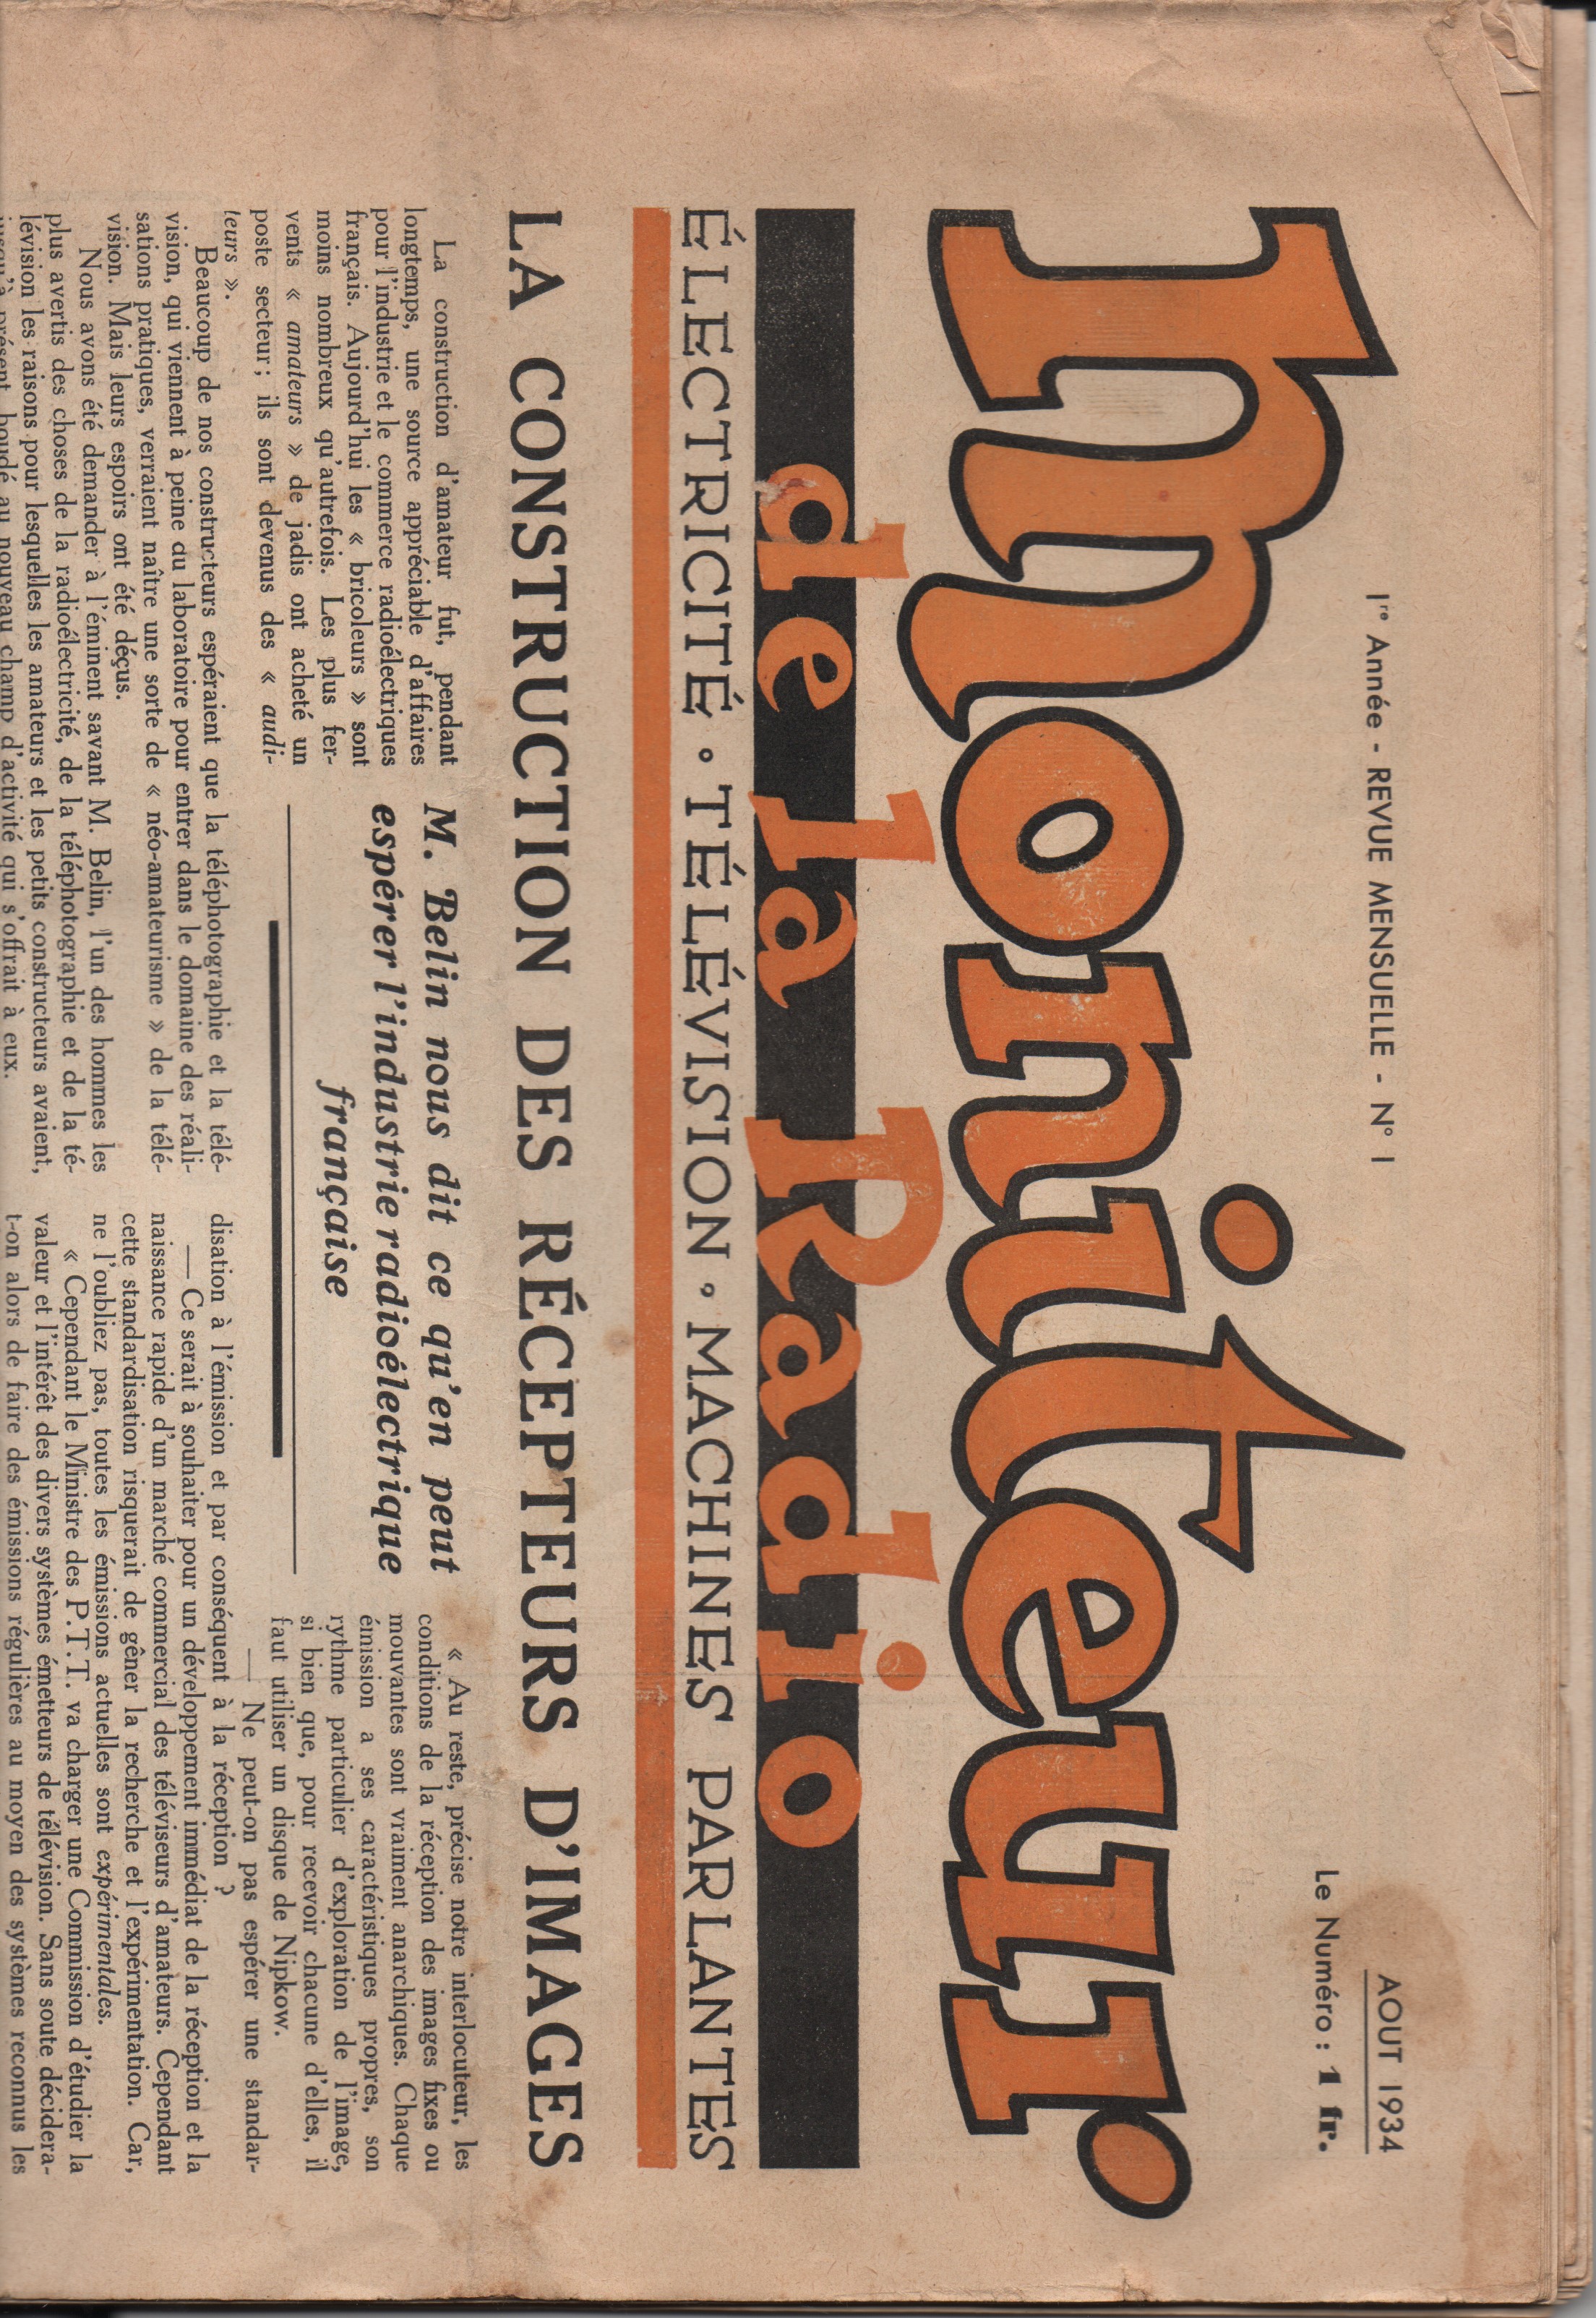 1re Année - REVUE MENSUELLE - N° 1
AOUT 1934
Le Numéro : 1 fr.
Moniteur
de la Radio
ÉLECTRICITÉ • TÉLÉVISION • MACHINES PARLANTES
LA CONSTRUCTION DES RÉCEPTEURS D'IMAGES
La construction d'amateur fut, pendant
longtemps, une source appréciable d'affaires
pour l'industrie et le commerce radioélectriques
français. Aujourd'hui les « bricoleurs » sont
moins nombreux qu'autrefois. Les plus fer-
vents « amateurs » de jadis ont acheté un
poste secteur ; ils sont devenus des « audi-
teurs ».
Beaucoup de nos constructeurs espéraient que la téléphotographie et la télé-
vision, qui viennent à peine du laboratoire pour entrer dans le domaine des réali-
sations pratiques, verraient naître une sorte de « néo-amateurisme » de la télé-
vision. Mais leurs espoirs ont été déçus.
Nous avons été demander à l'éminent savant M. Belin, l'un des hommes les
plus avertis des choses de la radioélectricité, de la téléphotographie et de la té-
lévision les raisons pour lesquelles les amateurs et les petits constructeurs avaient,
jusqu'à présent boudé au nouveau champ d'activité qui s'offrait à eux.
M. Belin nous dit ce qu'en peut
espérer l'industrie radioélectrique
française
« Au reste, précise notre interlocuteur, les
conditions de la réception des images fixes ou
mouvantes sont vraiment anarchiques. Chaque
émission a ses caractéristiques propres, son
rythme particulier d'exploration de l'image,
si bien que, pour recevoir chacune d'elles, il
faut utiliser un disque de Nipkow.
— Ne peut-on pas espérer une standar-
disation à l'émission et par conséquent à la réception ?
— Ce serait à souhaiter pour un développement immédiat de la réception et la
naissance rapide d'un marché commercial des téléviseurs d'amateurs. Cependant
cette standardisation risquerait de gêner la recherche et l'expérimentation. Car,
ne l'oubliez pas, toutes les émissions actuelles sont expérimentales.
« Cependant le Ministre des P.T.T. va charger une Commission d'étudier la
valeur et l'intérêt des divers systèmes émetteurs de télévision. Sans soute décidera-
t-on alors de faire des émissions régulières au moyen des systèmes reconnus les